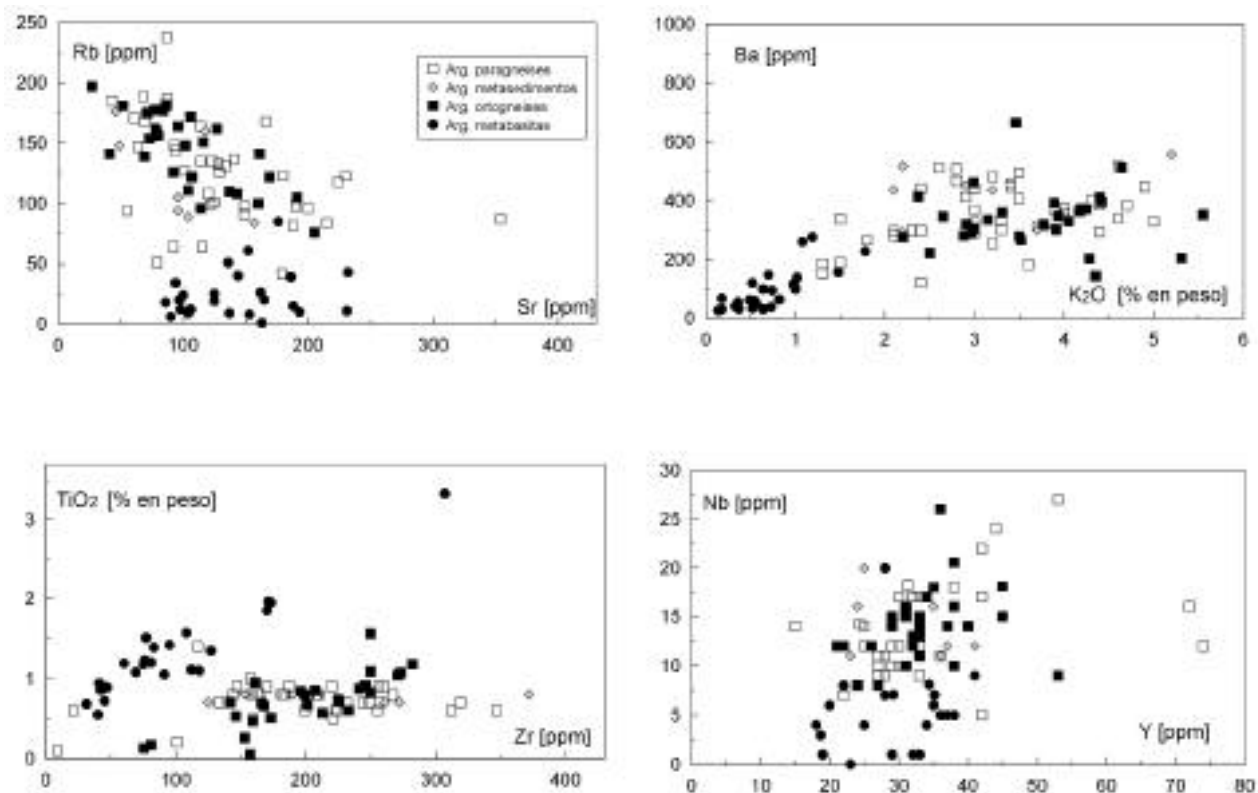 250
Rb [ppm]
200
150
100
50
0
Arg. paragneises
Arg. metasedimentos
Arg. ortogneises
Arg. metabasitas
Sr [ppm]
0 100 200 300 400
1000
Ba [ppm]
800
600
400
200
0
K2O [% en peso]
0 1 2 3 4 5 6
TiO2 [% en peso]
3
2
1
0
Zr [ppm]
0 100 200 300 400
30
Nb [ppm]
25
20
15
10
5
0
Y [ppm]
0 10 20 30 40 50 60 70 80